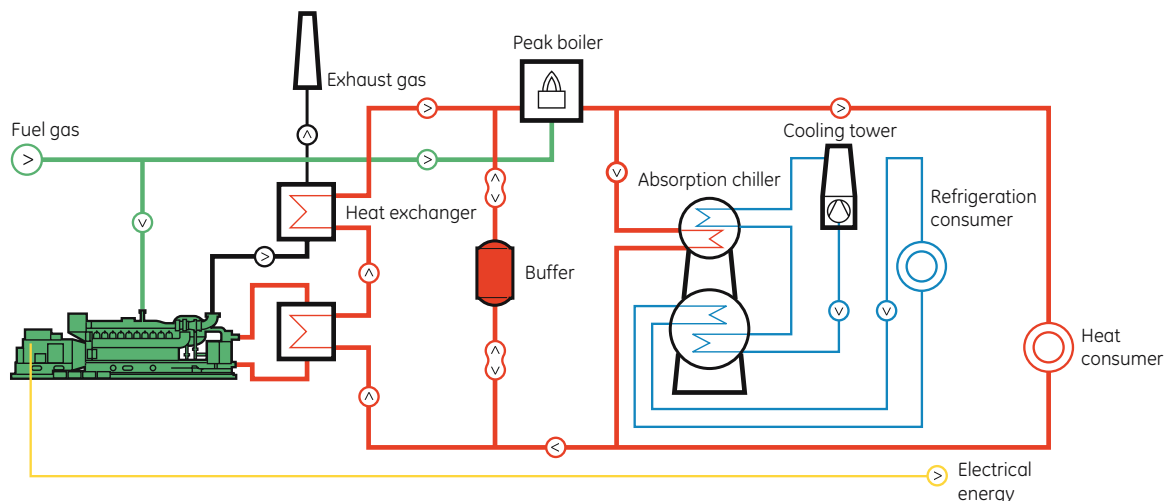 Peak boiler
Exhaust gas
Fuel gas
Cooling tower
Absorption chiller
Refrigeration
consumer
Heat exchanger
Buffer
Heat
consumer
Electrical
energy